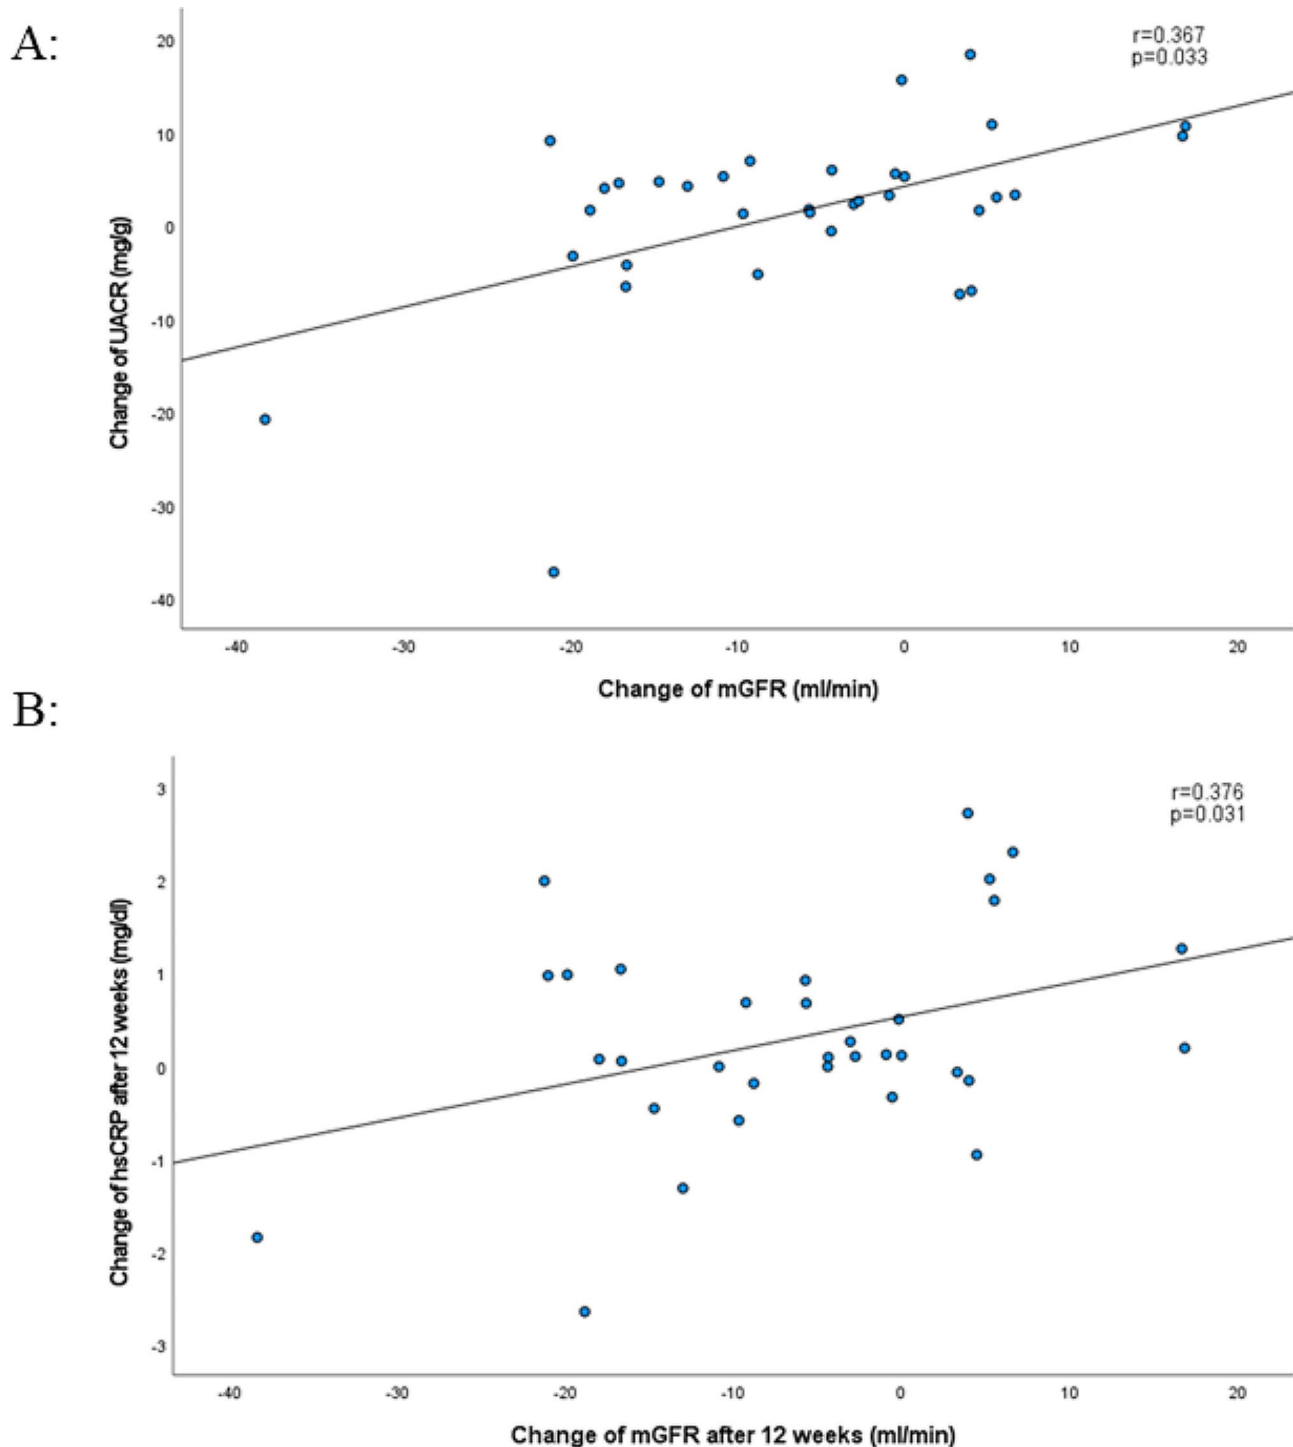 A:
r=0.367
p=0.033
20
10
0
-10
-20
-30
-40
Change of UACR (mg/g)
-40 -30 -20 -10 0 10 20
Change of mGFR (ml/min)
B:
r=0.376
p=0.031
3
2
1
0
-1
-2
-3
Change of hsCRP after 12 weeks (mg/dl)
-40 -30 -20 -10 0 10 20
Change of mGFR after 12 weeks (ml/min)